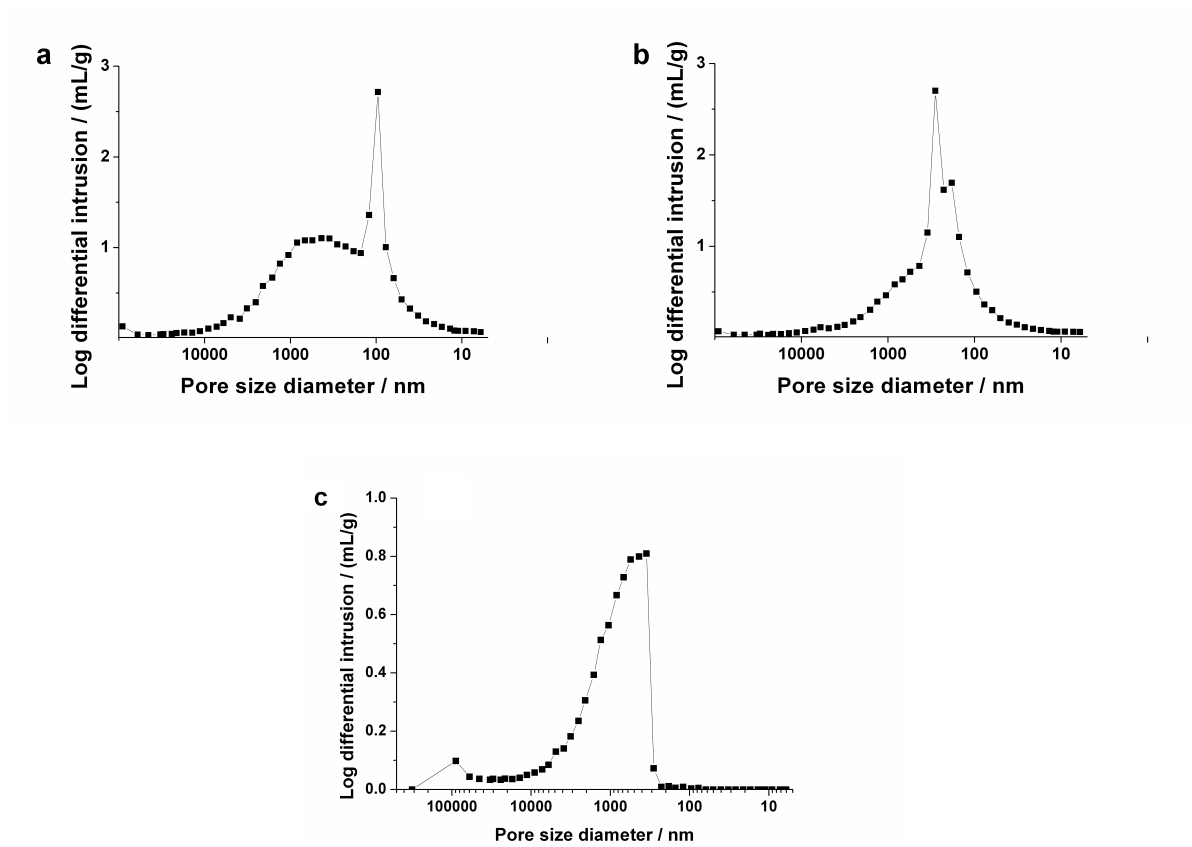 a
Log differential intrusion / (mL/g)
3
2
1
10000 1000 100 10
Pore size diameter / nm
b
Log differential intrusion / (mL/g)
3
2
1
10000 1000 100 10
Pore size diameter / nm
c
Log differential intrusion / (mL/g)
1.0
0.8
0.6
0.4
0.2
0.0
100000 10000 1000 100 10
Pore size diameter / nm